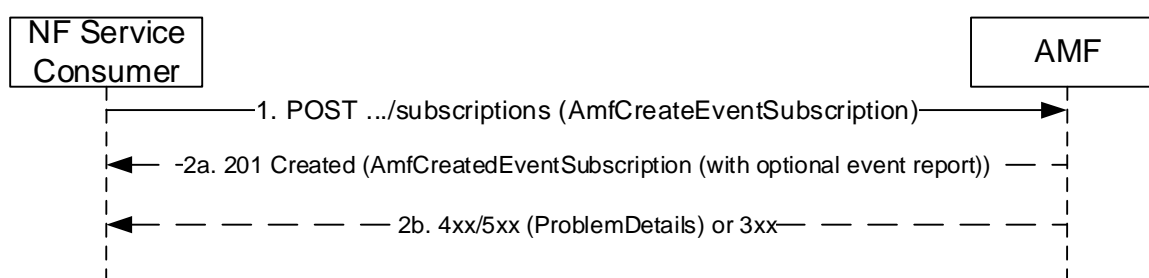 NF Service
Consumer
AMF
1. POST .../subscriptions (AmfCreateEventSubscription)
2a. 201 Created (AmfCreatedEventSubscription (with optional event report))
2b. 4xx/5xx (ProblemDetails) or 3xx